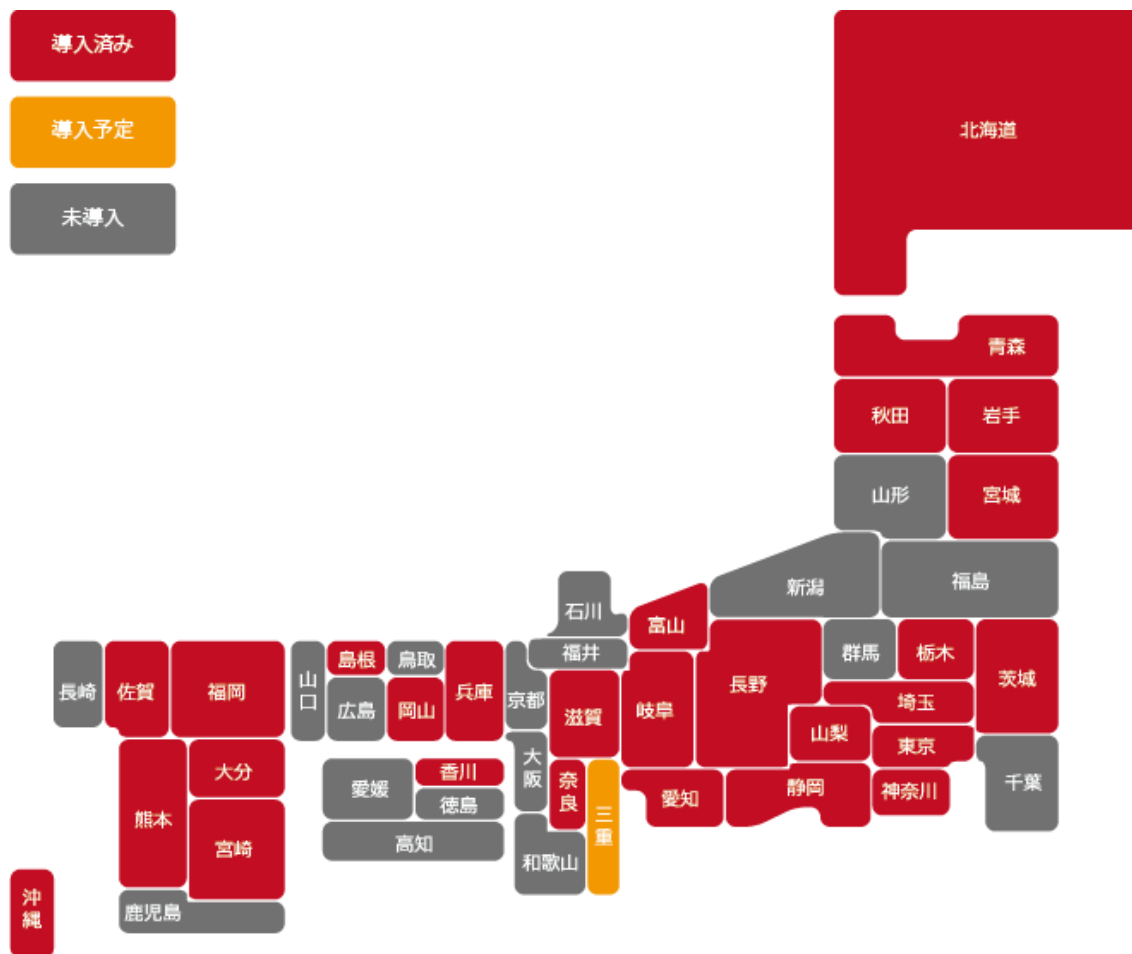 導入済み
導入予定
未導入
北海道
青森
秋田
岩手
山形
宮城
新潟
福島
石川
富山
福井
群馬
栃木
茨城
長野
埼玉
岐阜
山梨
東京
千葉
愛知
静岡
神奈川
長崎
佐賀
福岡
山口
島根
鳥取
兵庫
京都
広島
岡山
滋賀
大阪
奈良
三重
和歌山
香川
愛媛
徳島
高知
大分
熊本
宮崎
鹿児島
沖縄